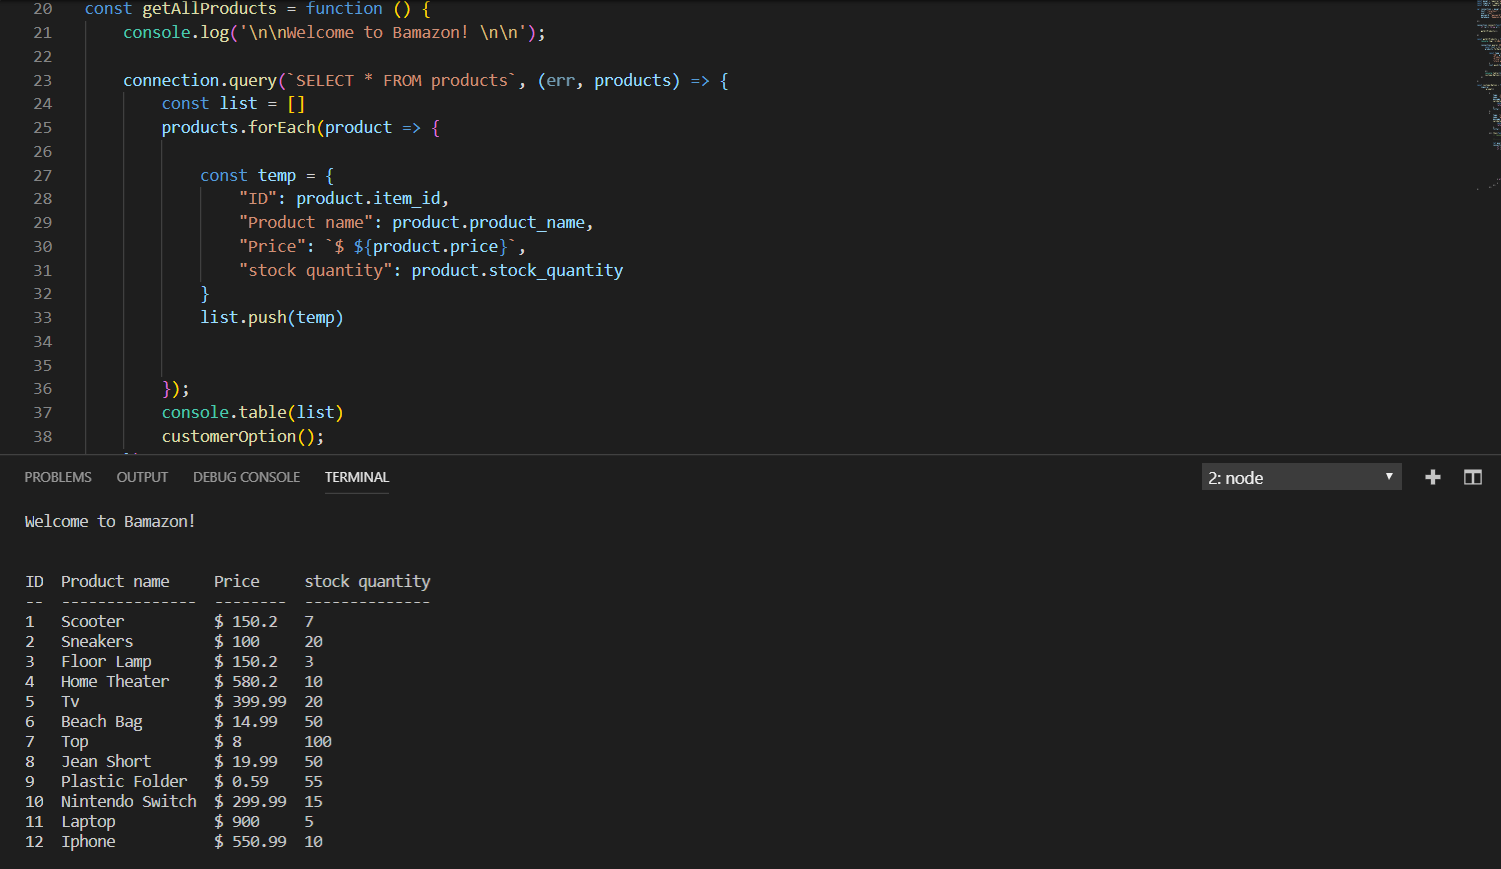 20 const getAllProducts = function () {
21 console.log('\n\nWelcome to Bamazon! \n\n');
22
23 connection.query(`SELECT * FROM products`, (err, products) => {
24 const list = []
25 products.forEach(product => {
26
27 const temp = {
28 "ID": product.item_id,
29 "Product name": product.product_name,
30 "Price": `$ ${product.price}`,
31 "stock quantity": product.stock_quantity
32 }
33 list.push(temp)
34
35
36 });
37 console.table(list)
38 customerOption();
PROBLEMS OUTPUT DEBUG CONSOLE TERMINAL 2: node
Welcome to Bamazon!
ID Product name Price stock quantity
-- --------------- -------- --------------
1 Scooter $ 150.2 7
2 Sneakers $ 100 20
3 Floor Lamp $ 150.2 3
4 Home Theater $ 580.2 10
5 Tv $ 399.99 20
6 Beach Bag $ 14.99 50
7 Top $ 8 100
8 Jean Short $ 19.99 50
9 Plastic Folder $ 0.59 55
10 Nintendo Switch $ 299.99 15
11 Laptop $ 900 5
12 Iphone $ 550.99 10